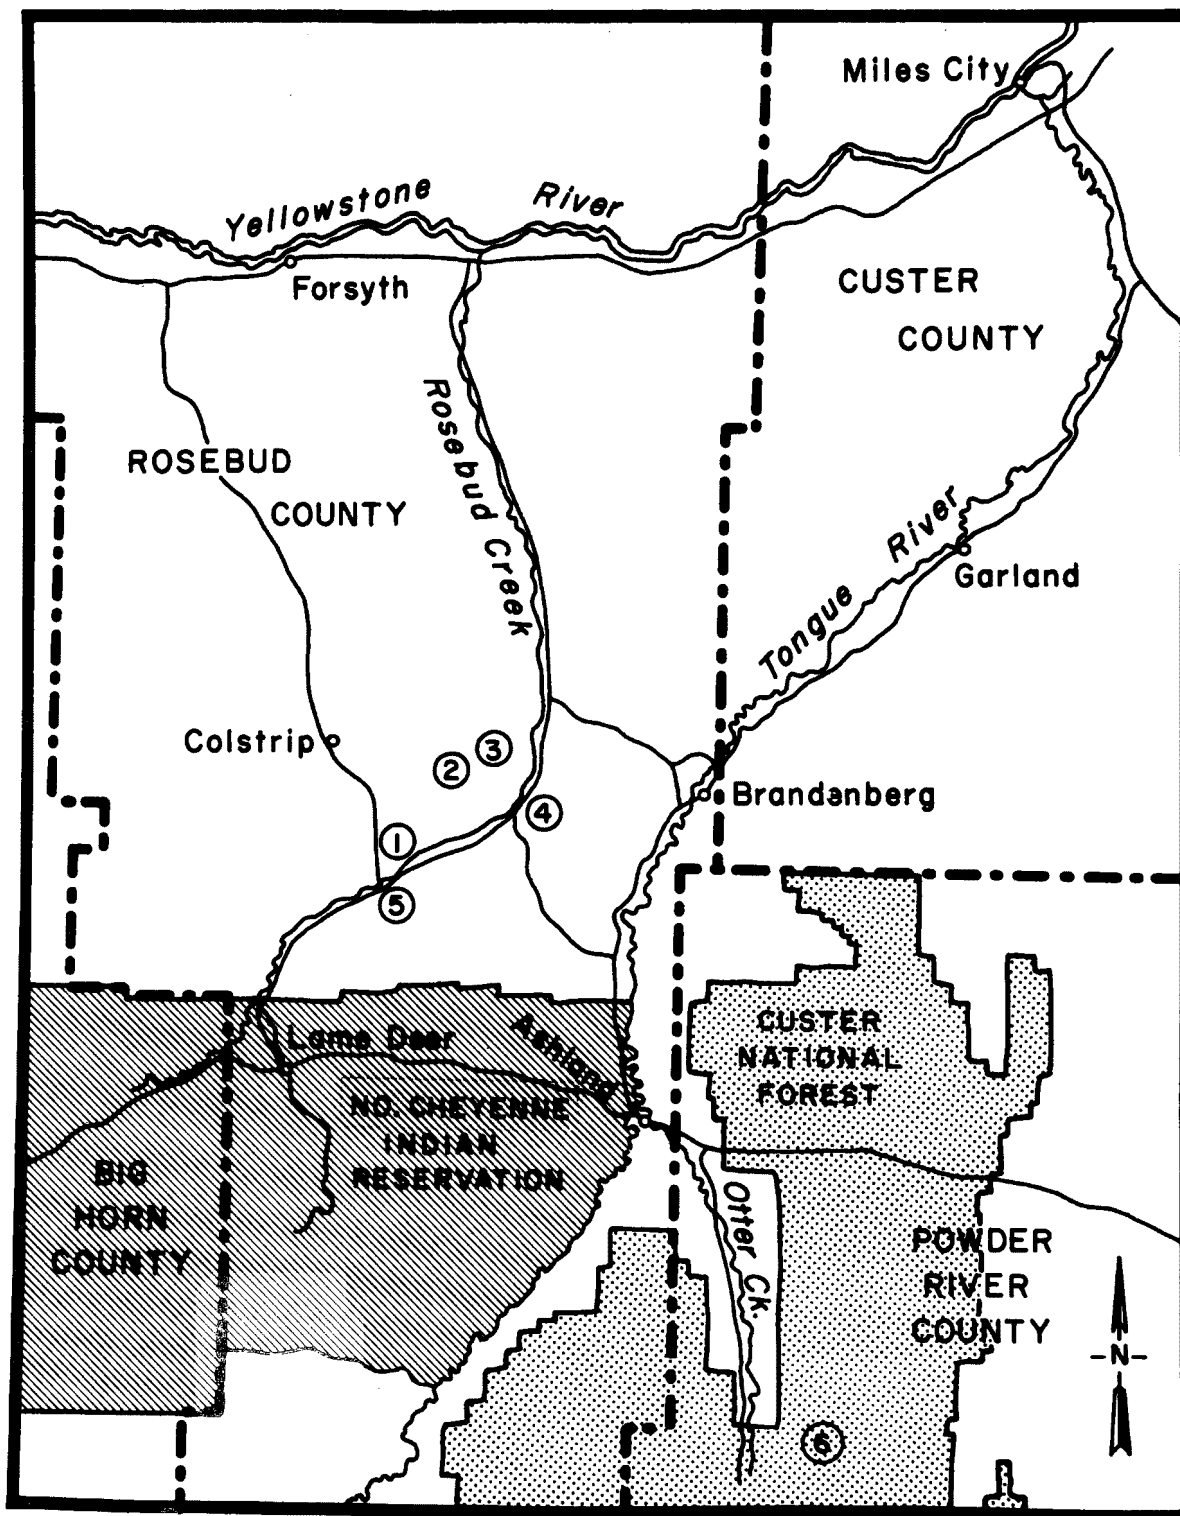 Miles City
Yellowstone River
Forsyth
CUSTER
COUNTY
Rosebud Creek
ROSEBUD
COUNTY
Tongue River
Garland
Colstrip
3
2
Brandenberg
4
1
5
Lame Deer
Ashland
CUSTER
NATIONAL
FOREST
NO. CHEYENNE
INDIAN
RESERVATION
BIG
HORN
COUNTY
Otter Ck.
POWDER
RIVER
COUNTY
-N-
6